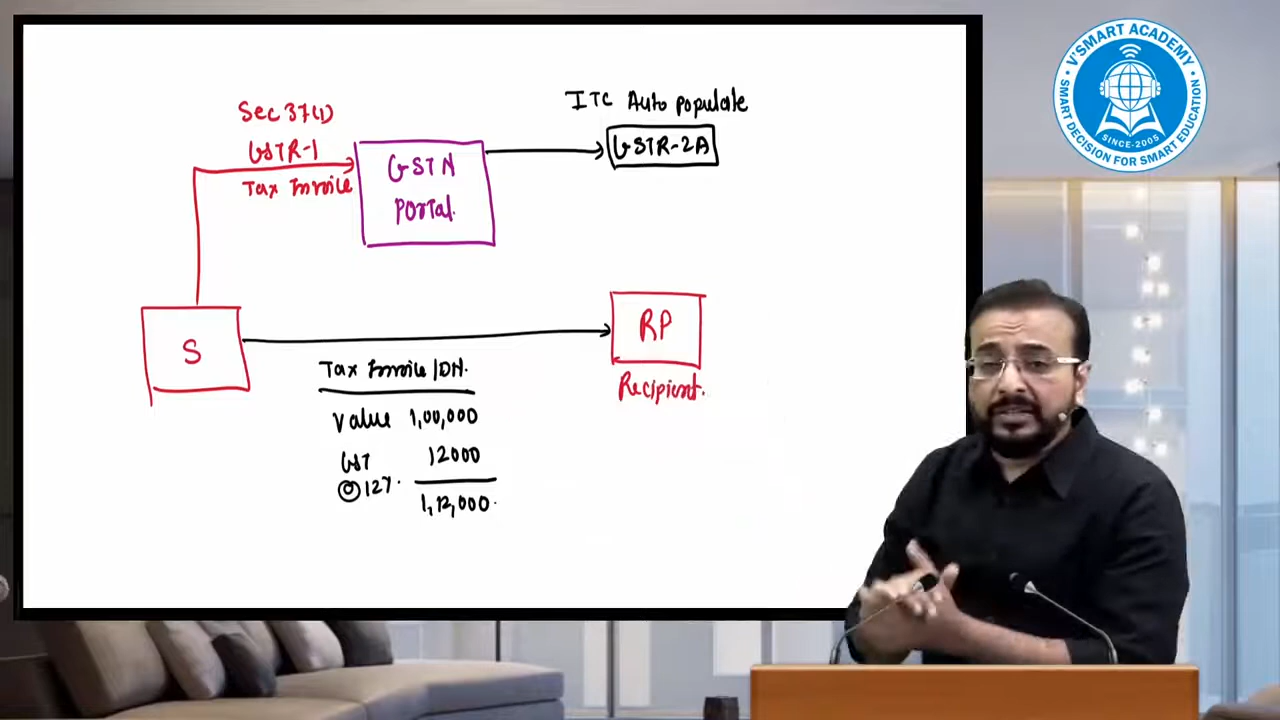 Sec 37(1)
GSTR-1
Tax Invoice
GSTN
Portal.
ITC Auto populate
GSTR-2A
S
RP
Recipient.
Tax Invoice/DN.
Value 1,00,000
GST 12000
@12%.
1,12,000.
V'SMART ACADEMY
SINCE-2005
SMART DECISION FOR SMART EDUCATION